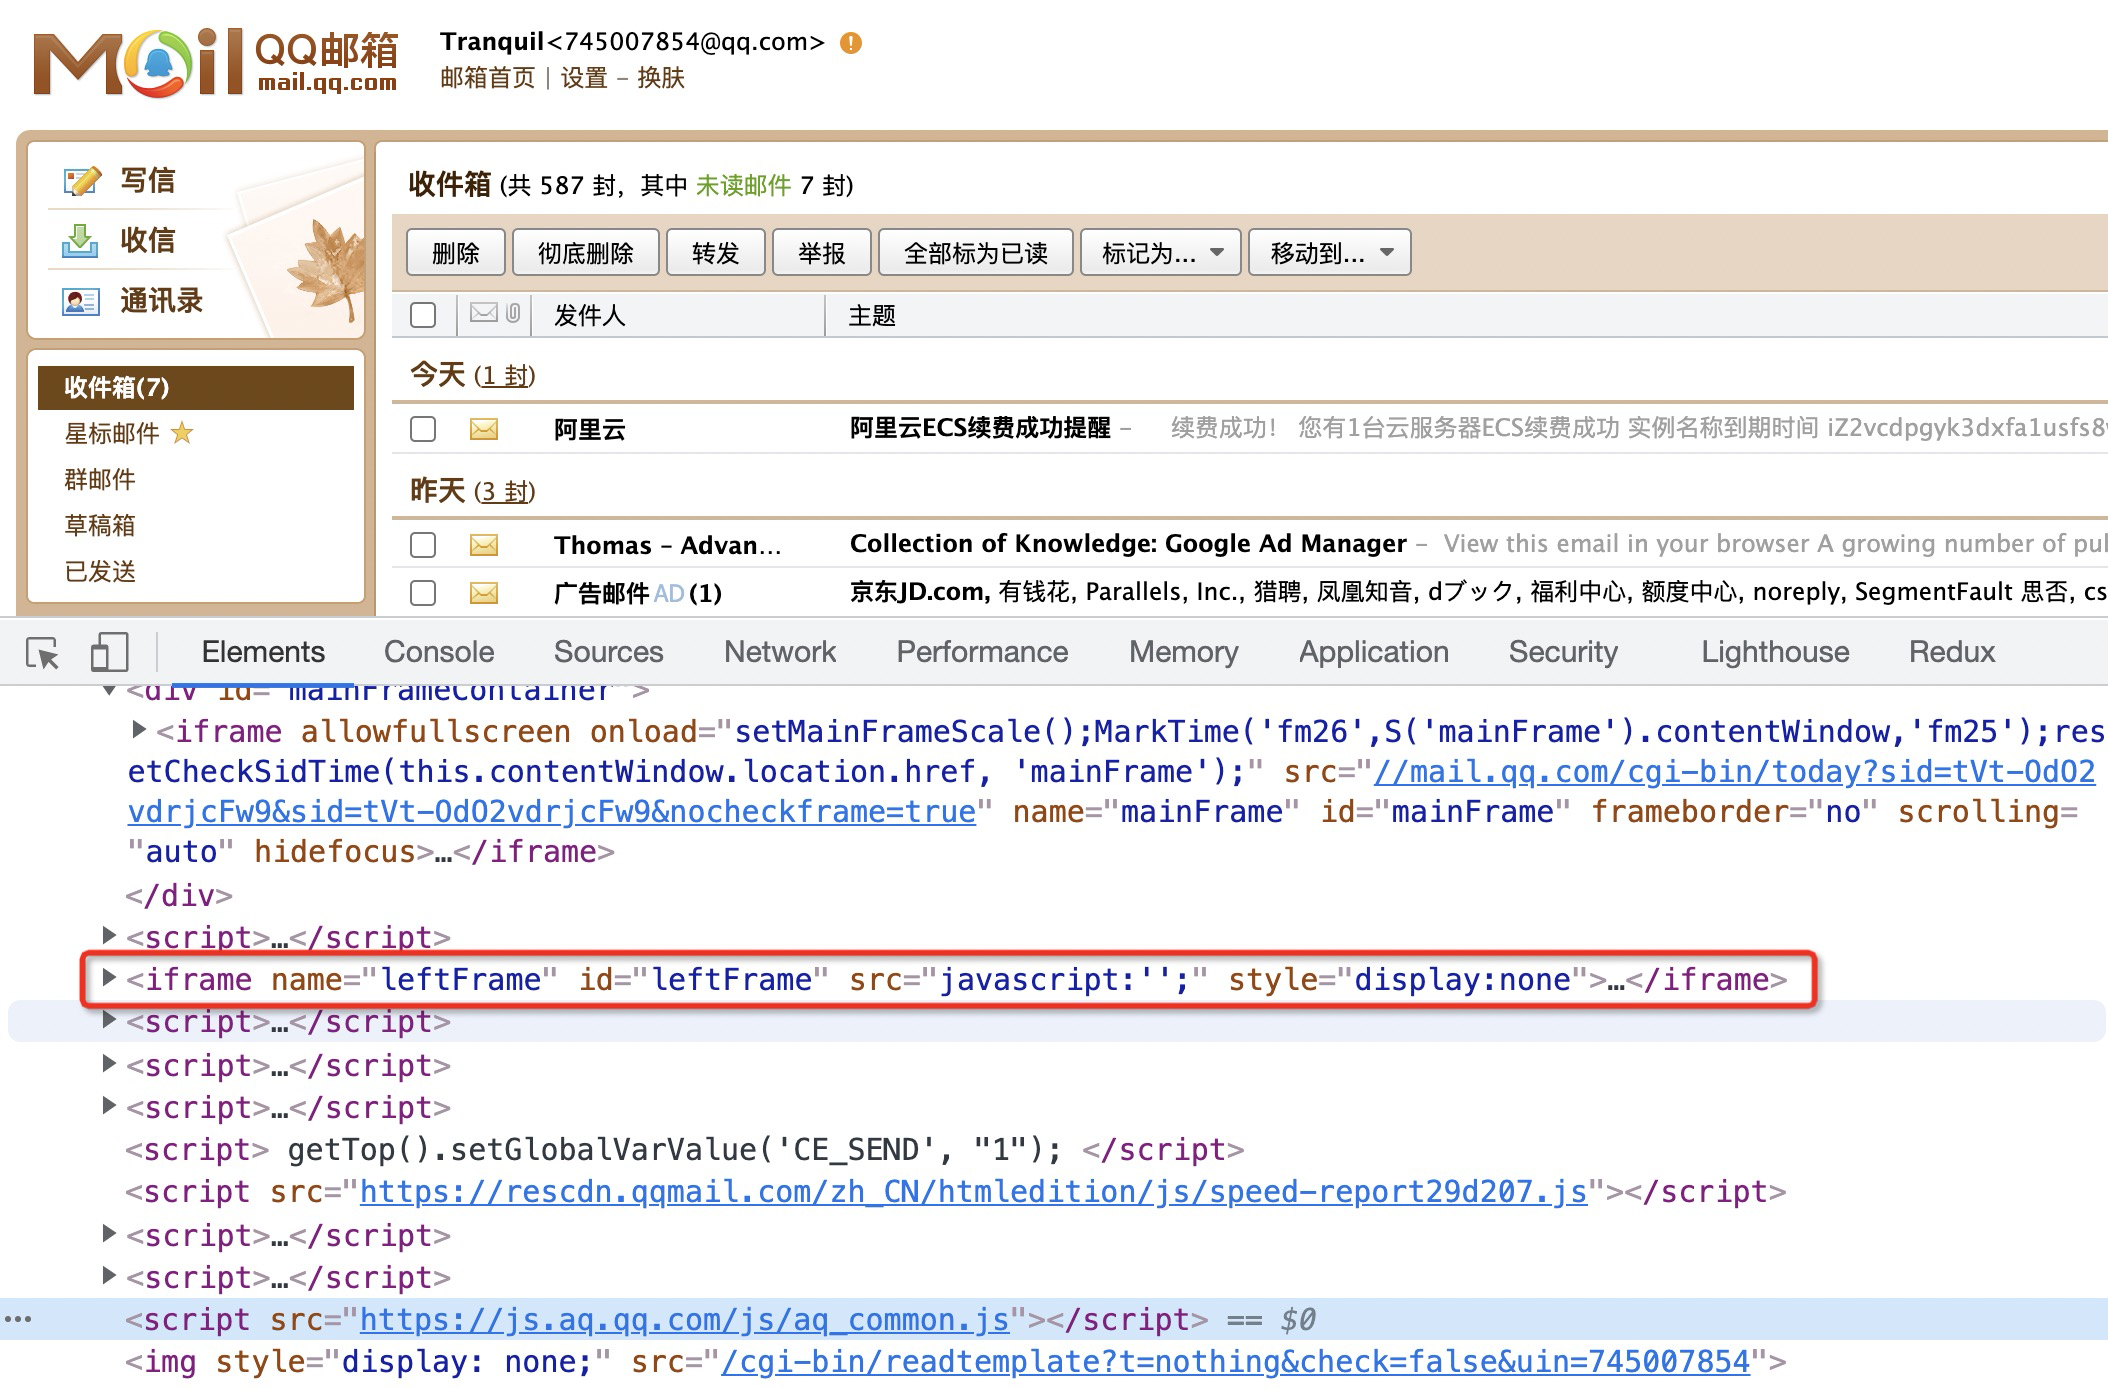 Mail QQ邮箱
mail.qq.com
Tranquil<745007854@qq.com> !
邮箱首页 | 设置 - 换肤
写信
收信
通讯录
收件箱(7)
星标邮件
群邮件
草稿箱
已发送
收件箱 (共 587 封，其中 未读邮件 7 封)
删除 彻底删除 转发 举报 全部标为已读 标记为... 移动到...
发件人 主题
今天 (1 封)
阿里云 阿里云ECS续费成功提醒 - 续费成功！ 您有1台云服务器ECS续费成功 实例名称到期时间 iZ2vcdpgyk3dxfa1usfs8
昨天 (3 封)
Thomas - Advan... Collection of Knowledge: Google Ad Manager - View this email in your browser A growing number of pul
广告邮件 AD (1) 京东JD.com, 有钱花, Parallels, Inc., 猎聘, 凤凰知音, dブック, 福利中心, 额度中心, noreply, SegmentFault 思否, cs
Elements Console Sources Network Performance Memory Application Security Lighthouse Redux
<div id="mainFrameContainer">
<iframe allowfullscreen onload="setMainFrameScale();MarkTime('fm26',S('mainFrame').contentWindow,'fm25');res
etCheckSidTime(this.contentWindow.location.href, 'mainFrame');" src="//mail.qq.com/cgi-bin/today?sid=tVt-OdO2
vdrjcFw9&sid=tVt-OdO2vdrjcFw9&nocheckframe=true" name="mainFrame" id="mainFrame" frameborder="no" scrolling=
"auto" hidefocus>…</iframe>
</div>
<script>…</script>
<iframe name="leftFrame" id="leftFrame" src="javascript:'';" style="display:none">…</iframe>
<script>…</script>
<script>…</script>
<script>…</script>
<script> getTop().setGlobalVarValue('CE_SEND', "1"); </script>
<script src="https://rescdn.qqmail.com/zh_CN/htmledition/js/speed-report29d207.js"></script>
<script>…</script>
<script>…</script>
<script src="https://js.aq.qq.com/js/aq_common.js"></script> == $0
<img style="display: none;" src="/cgi-bin/readtemplate?t=nothing&check=false&uin=745007854">